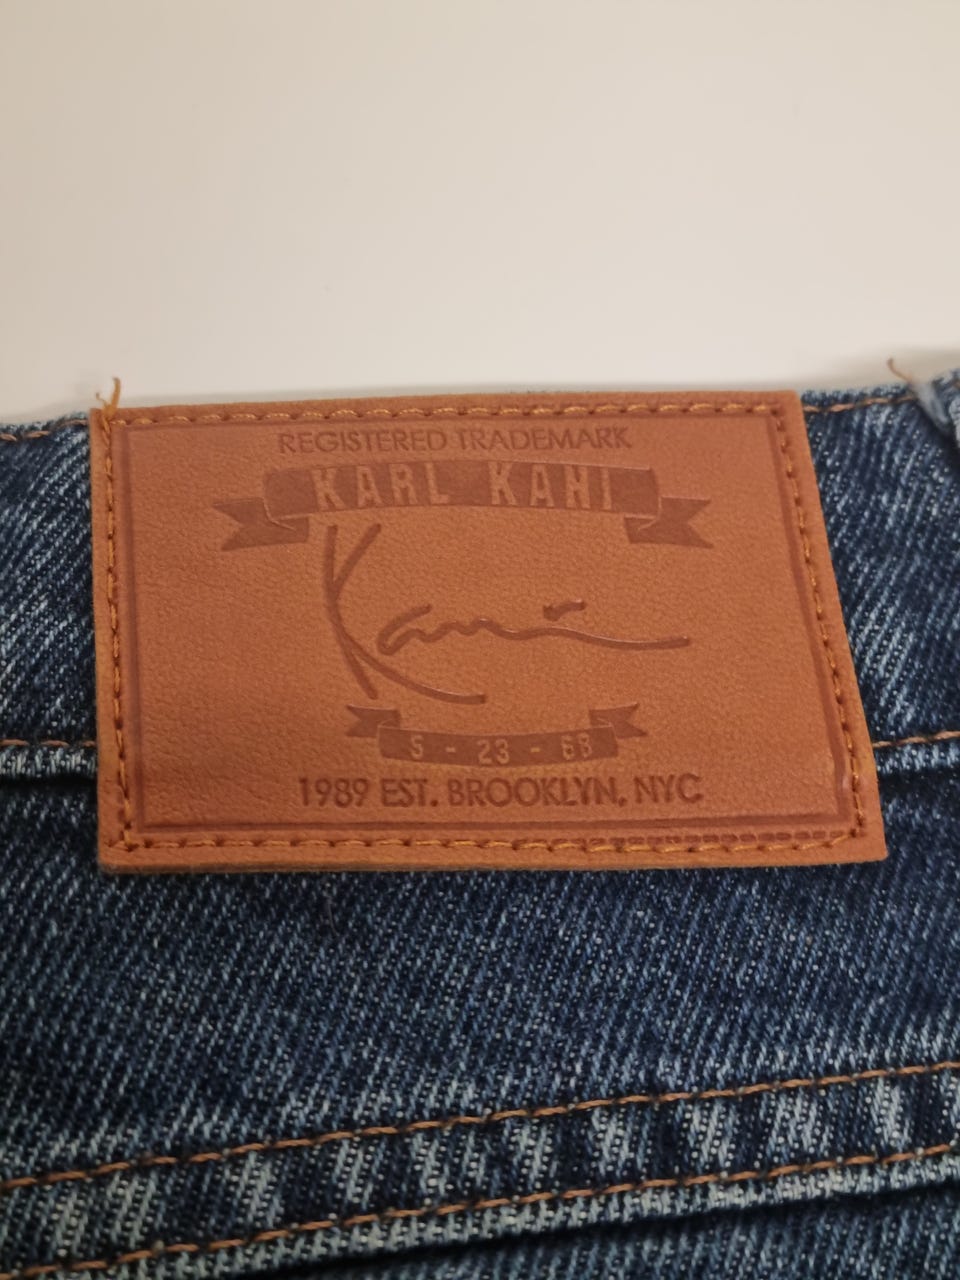 REGISTERED TRADEMARK
KARL KANI
Kani
5 - 23 - 68
1989 EST. BROOKLYN, NYC